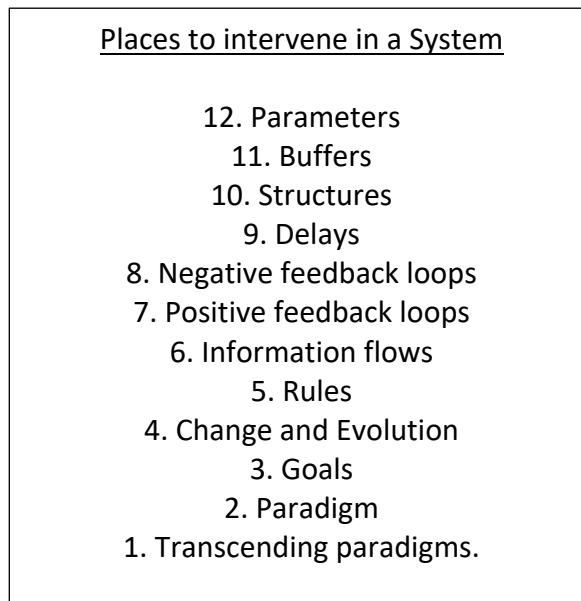 Places to intervene in a System
12. Parameters
11. Buffers
10. Structures
9. Delays
8. Negative feedback loops
7. Positive feedback loops
6. Information flows
5. Rules
4. Change and Evolution
3. Goals
2. Paradigm
1. Transcending paradigms.